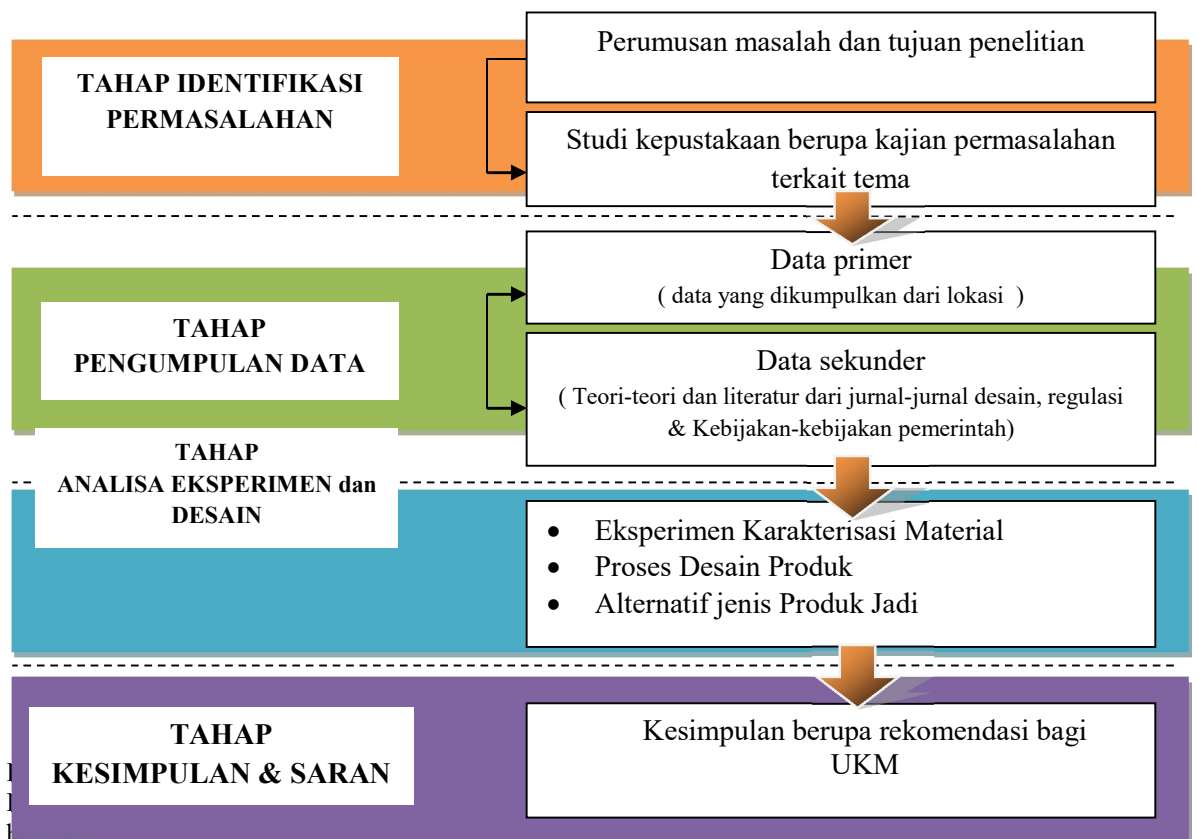 TAHAP IDENTIFIKASI
PERMASALAHAN
Perumusan masalah dan tujuan penelitian
Studi kepustakaan berupa kajian permasalahan
terkait tema
TAHAP
PENGUMPULAN DATA
Data primer
( data yang dikumpulkan dari lokasi )
Data sekunder
( Teori-teori dan literatur dari jurnal-jurnal desain, regulasi
& Kebijakan-kebijakan pemerintah)
TAHAP
ANALISA EKSPERIMEN dan
DESAIN
• Eksperimen Karakterisasi Material
• Proses Desain Produk
• Alternatif jenis Produk Jadi
TAHAP
KESIMPULAN & SARAN
Kesimpulan berupa rekomendasi bagi
UKM